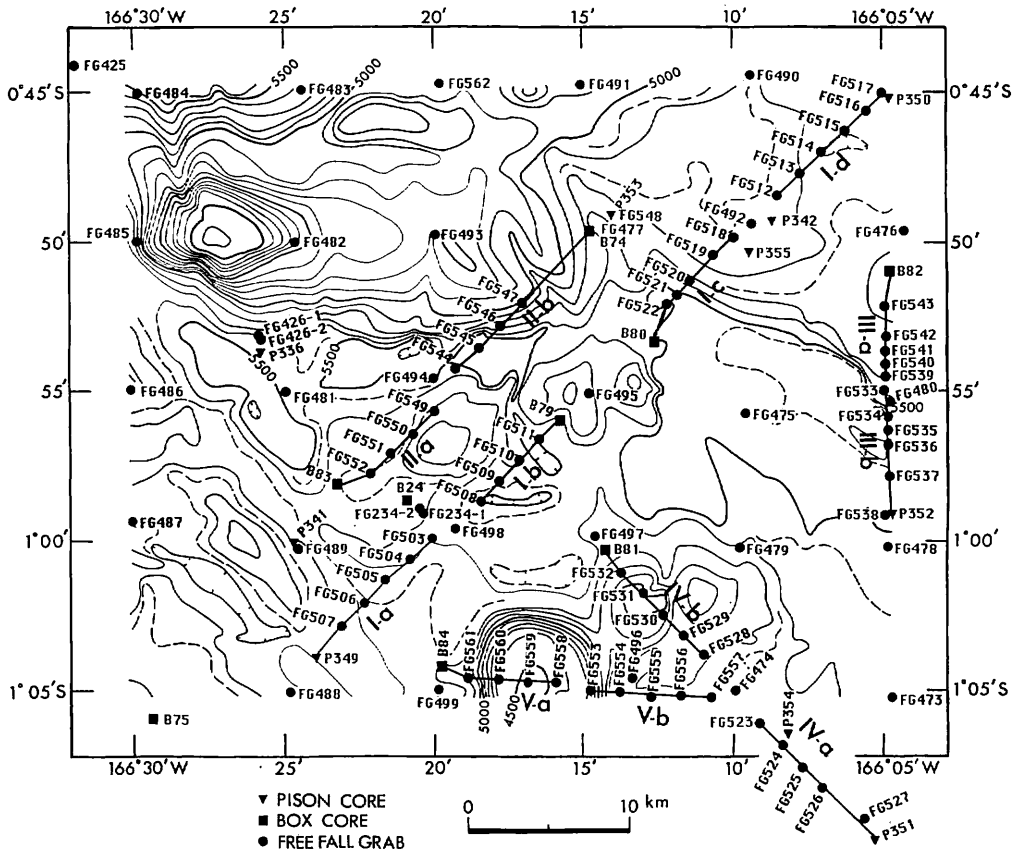 166°30'W 25' 20' 15' 10' 166°05'W
FG425
5500
5000
FG484
FG483
FG562
FG491
5000
FG490
FG517
P350
0°45'S
0°45'S
FG516
FG515
FG514
FG513
FG512
I-d
P353
FG548
FG477
B74
FG492
P342
FG518
P355
FG519
FG476
50'
50'
FG485
FG482
FG493
FG520
FG521
FG522
I-c
B80
B82
FG543
III-a
FG542
FG541
FG540
FG539
FG547
FG546
FG545
FG544
II-b
FG494
FG426-1
FG426-2
P336
5500
5500
55'
55'
FG486
FG481
FG495
FG475
FG533
FG480
5500
FG534
FG535
FG536
III-b
FG537
FG538
P352
FG478
FG549
FG550
FG551
FG552
II-a
B83
B79
FG511
FG510
FG509
FG508
I-b
B24
FG234-2
FG234-1
FG498
FG503
FG487
P341
FG489
1°00'
1°00'
FG504
FG505
FG506
FG507
I-a
P349
FG497
B81
FG479
FG532
FG531
FG530
IV-b
FG529
FG528
B84
FG561
FG560
FG559
FG558
V-a
FG553
FG554
FG496
FG555
FG556
FG557
FG474
V-b
1°05'S
1°05'S
FG488
FG499
5000
4500
FG473
B75
FG523
P354
IV-a
FG524
FG525
FG526
FG527
P351
166°30'W 25' 20' 15' 10' 166°05'W
PISON CORE
BOX CORE
FREE FALL GRAB
0 10 km